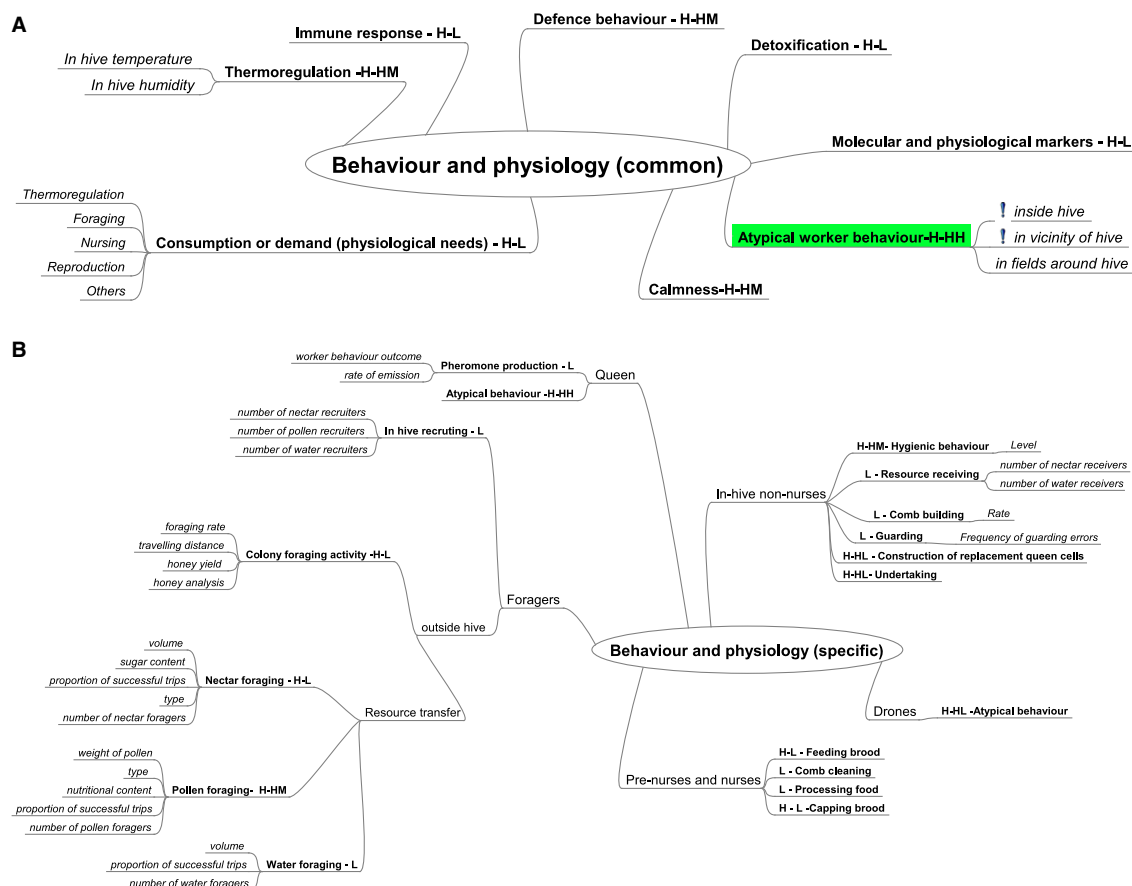 A
Defence behaviour - H-HM
Immune response - H-L
Detoxification - H-L
In hive temperature
Thermoregulation -H-HM
In hive humidity
Molecular and physiological markers - H-L
Behaviour and physiology (common)
Thermoregulation
Foraging
Nursing
Reproduction
Others
Consumption or demand (physiological needs) - H-L
Atypical worker behaviour-H-HH
! inside hive
! in vicinity of hive
in fields around hive
Calmness-H-HM
B
worker behaviour outcome
rate of emission
Pheromone production - L
Atypical behaviour -H-HH
Queen
number of nectar recruiters
number of pollen recruiters
number of water recruiters
In hive recruting - L
H-HM- Hygienic behaviour
Level
L - Resource receiving
number of nectar receivers
number of water receivers
In-hive non-nurses
L - Comb building
Rate
L - Guarding
Frequency of guarding errors
H-HL - Construction of replacement queen cells
H-HL- Undertaking
foraging rate
travelling distance
honey yield
honey analysis
Colony foraging activity -H-L
Foragers
outside hive
Behaviour and physiology (specific)
volume
sugar content
proportion of successful trips
type
number of nectar foragers
Nectar foraging - H-L
Resource transfer
Drones
H-HL -Atypical behaviour
weight of pollen
type
nutritional content
proportion of successful trips
number of pollen foragers
Pollen foraging- H-HM
Pre-nurses and nurses
H-L - Feeding brood
L - Comb cleaning
L - Processing food
H - L -Capping brood
volume
proportion of successful trips
number of water foragers
Water foraging - L